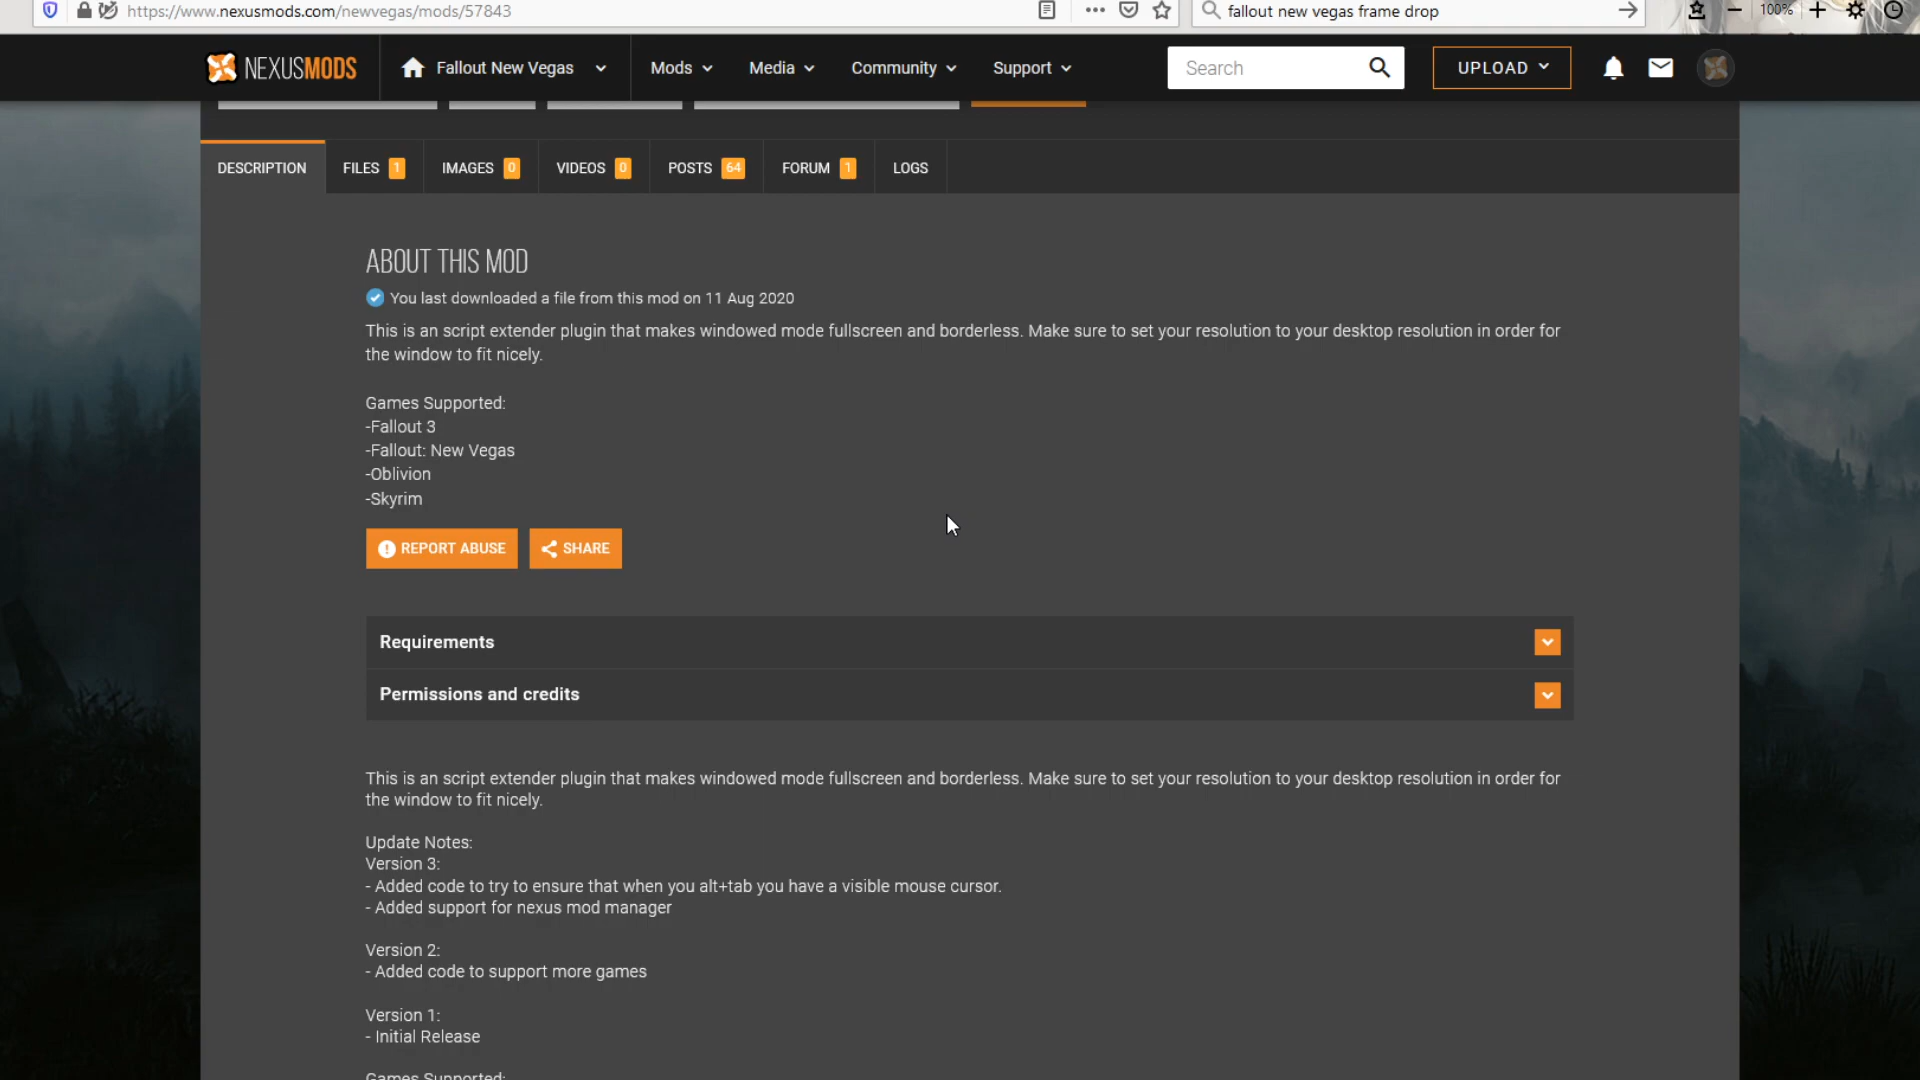 https://www.nexusmods.com/newvegas/mods/57843
fallout new vegas frame drop
100%
NEXUSMODS
Fallout New Vegas
Mods
Media
Community
Support
Search
UPLOAD
DESCRIPTION
FILES 1
IMAGES 0
VIDEOS 0
POSTS 64
FORUM 1
LOGS
ABOUT THIS MOD
You last downloaded a file from this mod on 11 Aug 2020
This is an script extender plugin that makes windowed mode fullscreen and borderless. Make sure to set your resolution to your desktop resolution in order for
the window to fit nicely.
Games Supported:
-Fallout 3
-Fallout: New Vegas
-Oblivion
-Skyrim
REPORT ABUSE
SHARE
Requirements
Permissions and credits
This is an script extender plugin that makes windowed mode fullscreen and borderless. Make sure to set your resolution to your desktop resolution in order for
the window to fit nicely.
Update Notes:
Version 3:
- Added code to try to ensure that when you alt+tab you have a visible mouse cursor.
- Added support for nexus mod manager
Version 2:
- Added code to support more games
Version 1:
- Initial Release
Games Supported: